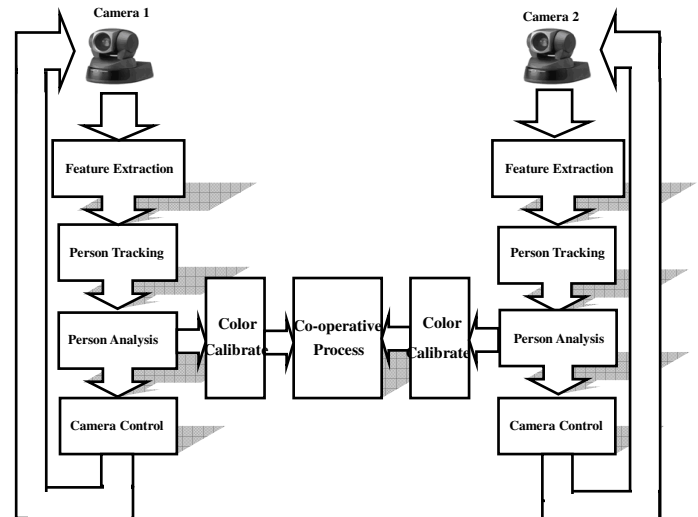 Camera 1
Camera 2
Feature Extraction
Feature Extraction
Person Tracking
Person Tracking
Person Analysis
Color
Calibrate
Co-operative
Process
Color
Calibrate
Person Analysis
Camera Control
Camera Control